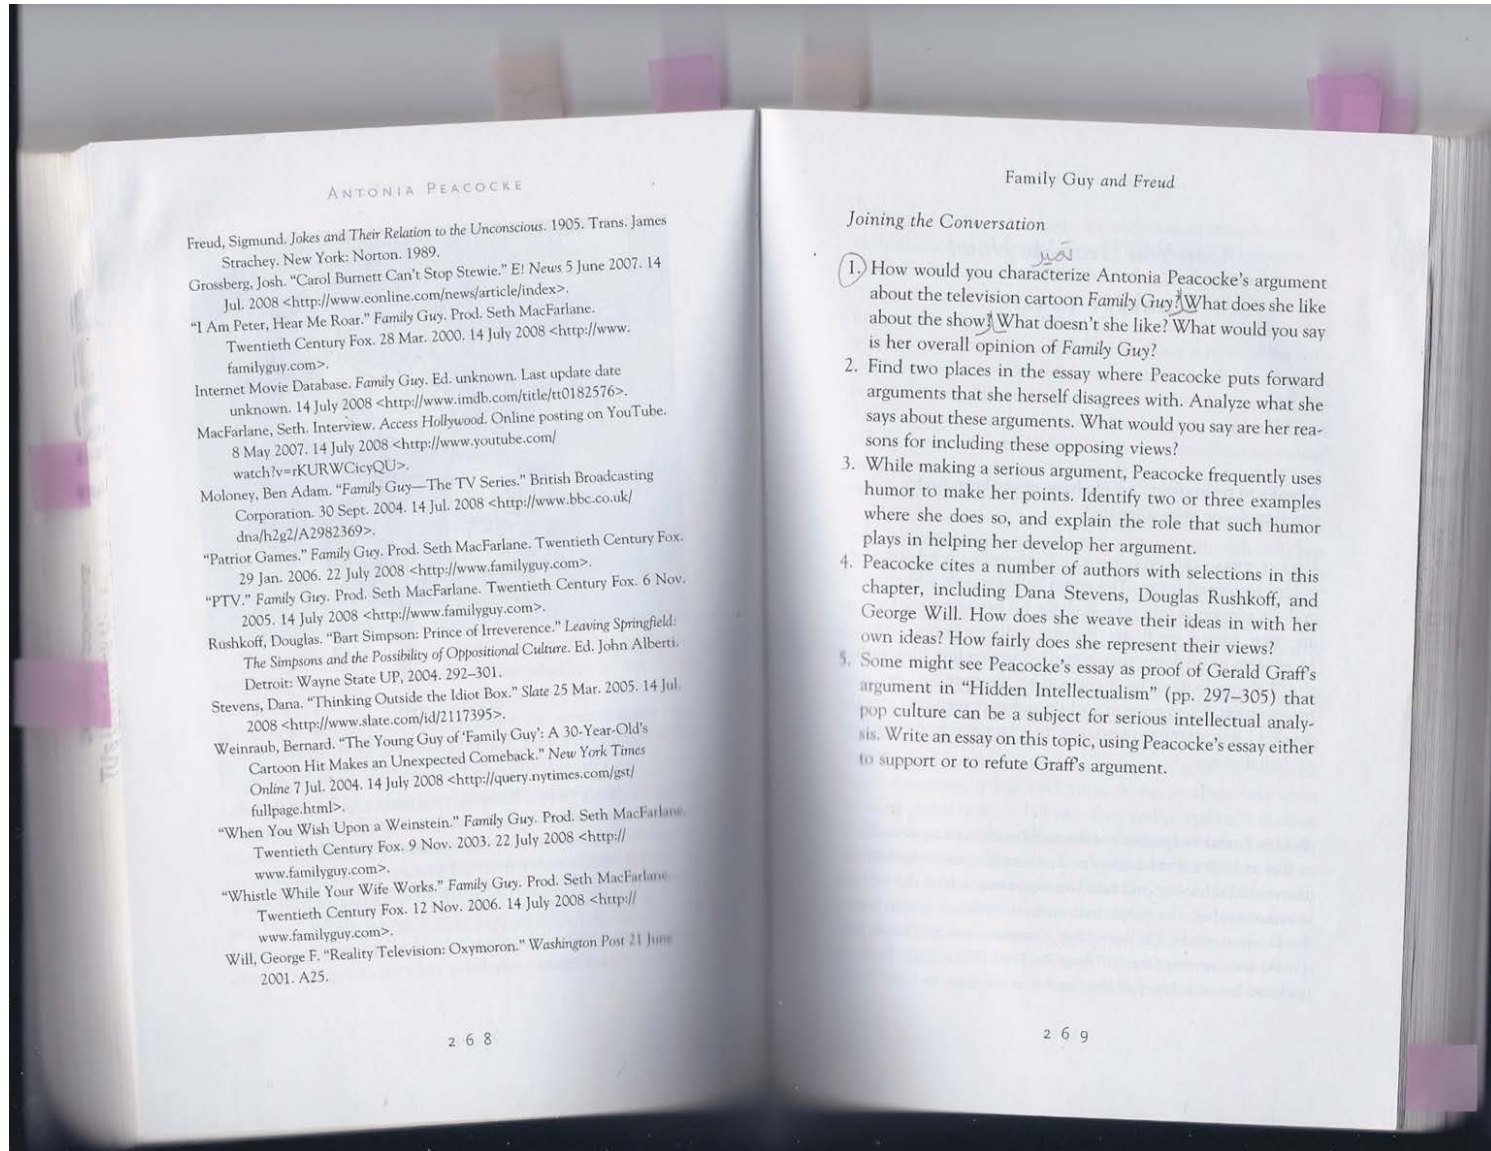 ANTONIA PEACOCKE
Freud, Sigmund. Jokes and Their Relation to the Unconscious. 1905. Trans. James
Strachey. New York: Norton. 1989.
Grossberg, Josh. “Carol Burnett Can’t Stop Stewie.” E! News 5 June 2007. 14
Jul. 2008 <http://www.eonline.com/news/article/index>.
“I Am Peter, Hear Me Roar.” Family Guy. Prod. Seth MacFarlane.
Twentieth Century Fox. 28 Mar. 2000. 14 July 2008 <http://www.
familyguy.com>.
Internet Movie Database. Family Guy. Ed. unknown. Last update date
unknown. 14 July 2008 <http://www.imdb.com/title/tt0182576>.
MacFarlane, Seth. Interview. Access Hollywood. Online posting on YouTube.
8 May 2007. 14 July 2008 <http://www.youtube.com/
watch?v=rKURWCicyQU>.
Moloney, Ben Adam. “Family Guy—The TV Series.” British Broadcasting
Corporation. 30 Sept. 2004. 14 Jul. 2008 <http://www.bbc.co.uk/
dna/h2g2/A2982369>.
“Patriot Games.” Family Guy. Prod. Seth MacFarlane. Twentieth Century Fox.
29 Jan. 2006. 22 July 2008 <http://www.familyguy.com>.
“PTV.” Family Guy. Prod. Seth MacFarlane. Twentieth Century Fox. 6 Nov.
2005. 14 July 2008 <http://www.familyguy.com>.
Rushkoff, Douglas. “Bart Simpson: Prince of Irreverence.” Leaving Springfield:
The Simpsons and the Possibility of Oppositional Culture. Ed. John Alberti.
Detroit: Wayne State UP, 2004. 292–301.
Stevens, Dana. “Thinking Outside the Idiot Box.” Slate 25 Mar. 2005. 14 Jul.
2008 <http://www.slate.com/id/2117395>.
Weinraub, Bernard. “The Young Guy of ‘Family Guy’: A 30-Year-Old’s
Cartoon Hit Makes an Unexpected Comeback.” New York Times
Online 7 Jul. 2004. 14 July 2008 <http://query.nytimes.com/gst/
fullpage.html>.
“When You Wish Upon a Weinstein.” Family Guy. Prod. Seth MacFarlane.
Twentieth Century Fox. 9 Nov. 2003. 22 July 2008 <http://
www.familyguy.com>.
“Whistle While Your Wife Works.” Family Guy. Prod. Seth MacFarlane.
Twentieth Century Fox. 12 Nov. 2006. 14 July 2008 <http://
www.familyguy.com>.
Will, George F. “Reality Television: Oxymoron.” Washington Post 21 June
2001. A25.
268
Family Guy and Freud
Joining the Conversation
1. How would you characterize Antonia Peacocke’s argument
about the television cartoon Family Guy? What does she like
about the show? What doesn’t she like? What would you say
is her overall opinion of Family Guy?
2. Find two places in the essay where Peacocke puts forward
arguments that she herself disagrees with. Analyze what she
says about these arguments. What would you say are her rea-
sons for including these opposing views?
3. While making a serious argument, Peacocke frequently uses
humor to make her points. Identify two or three examples
where she does so, and explain the role that such humor
plays in helping her develop her argument.
4. Peacocke cites a number of authors with selections in this
chapter, including Dana Stevens, Douglas Rushkoff, and
George Will. How does she weave their ideas in with her
own ideas? How fairly does she represent their views?
5. Some might see Peacocke’s essay as proof of Gerald Graff’s
argument in “Hidden Intellectualism” (pp. 297–305) that
pop culture can be a subject for serious intellectual analy-
sis. Write an essay on this topic, using Peacocke’s essay either
to support or to refute Graff’s argument.
269